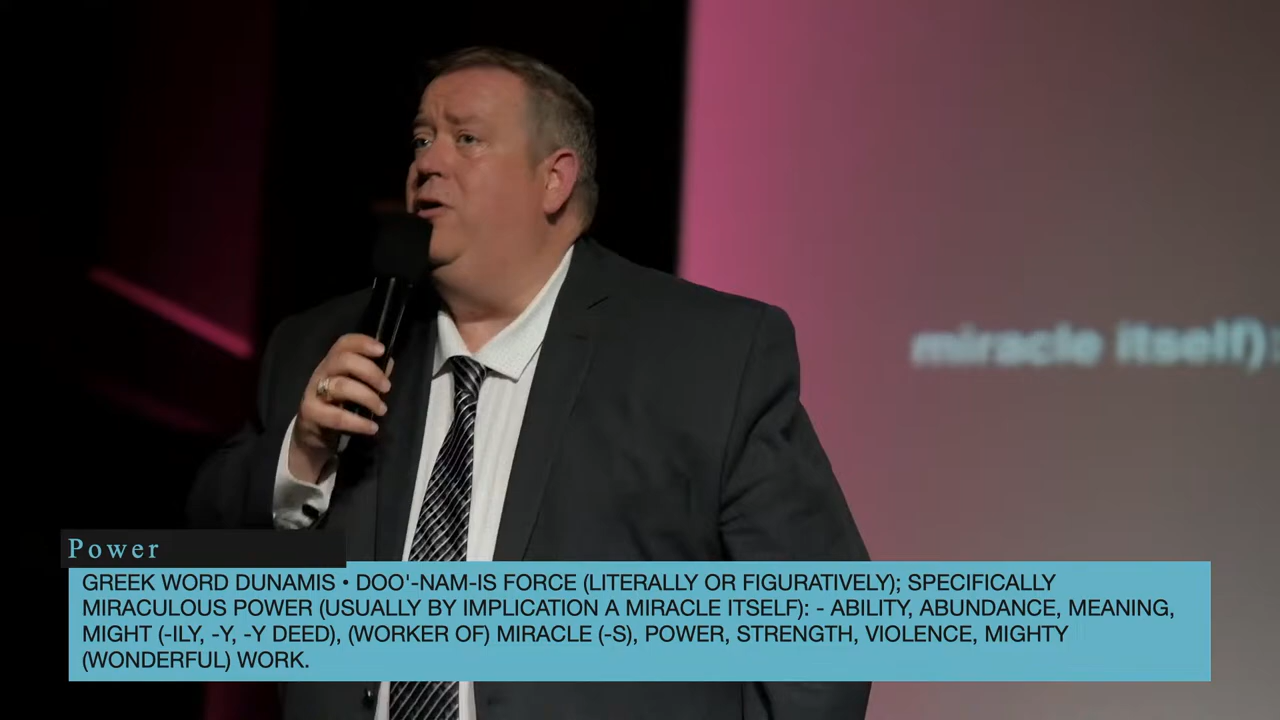 miracle itself):
Power
GREEK WORD DUNAMIS • DOO'-NAM-IS FORCE (LITERALLY OR FIGURATIVELY); SPECIFICALLY
MIRACULOUS POWER (USUALLY BY IMPLICATION A MIRACLE ITSELF): - ABILITY, ABUNDANCE, MEANING,
MIGHT (-ILY, -Y, -Y DEED), (WORKER OF) MIRACLE (-S), POWER, STRENGTH, VIOLENCE, MIGHTY
(WONDERFUL) WORK.